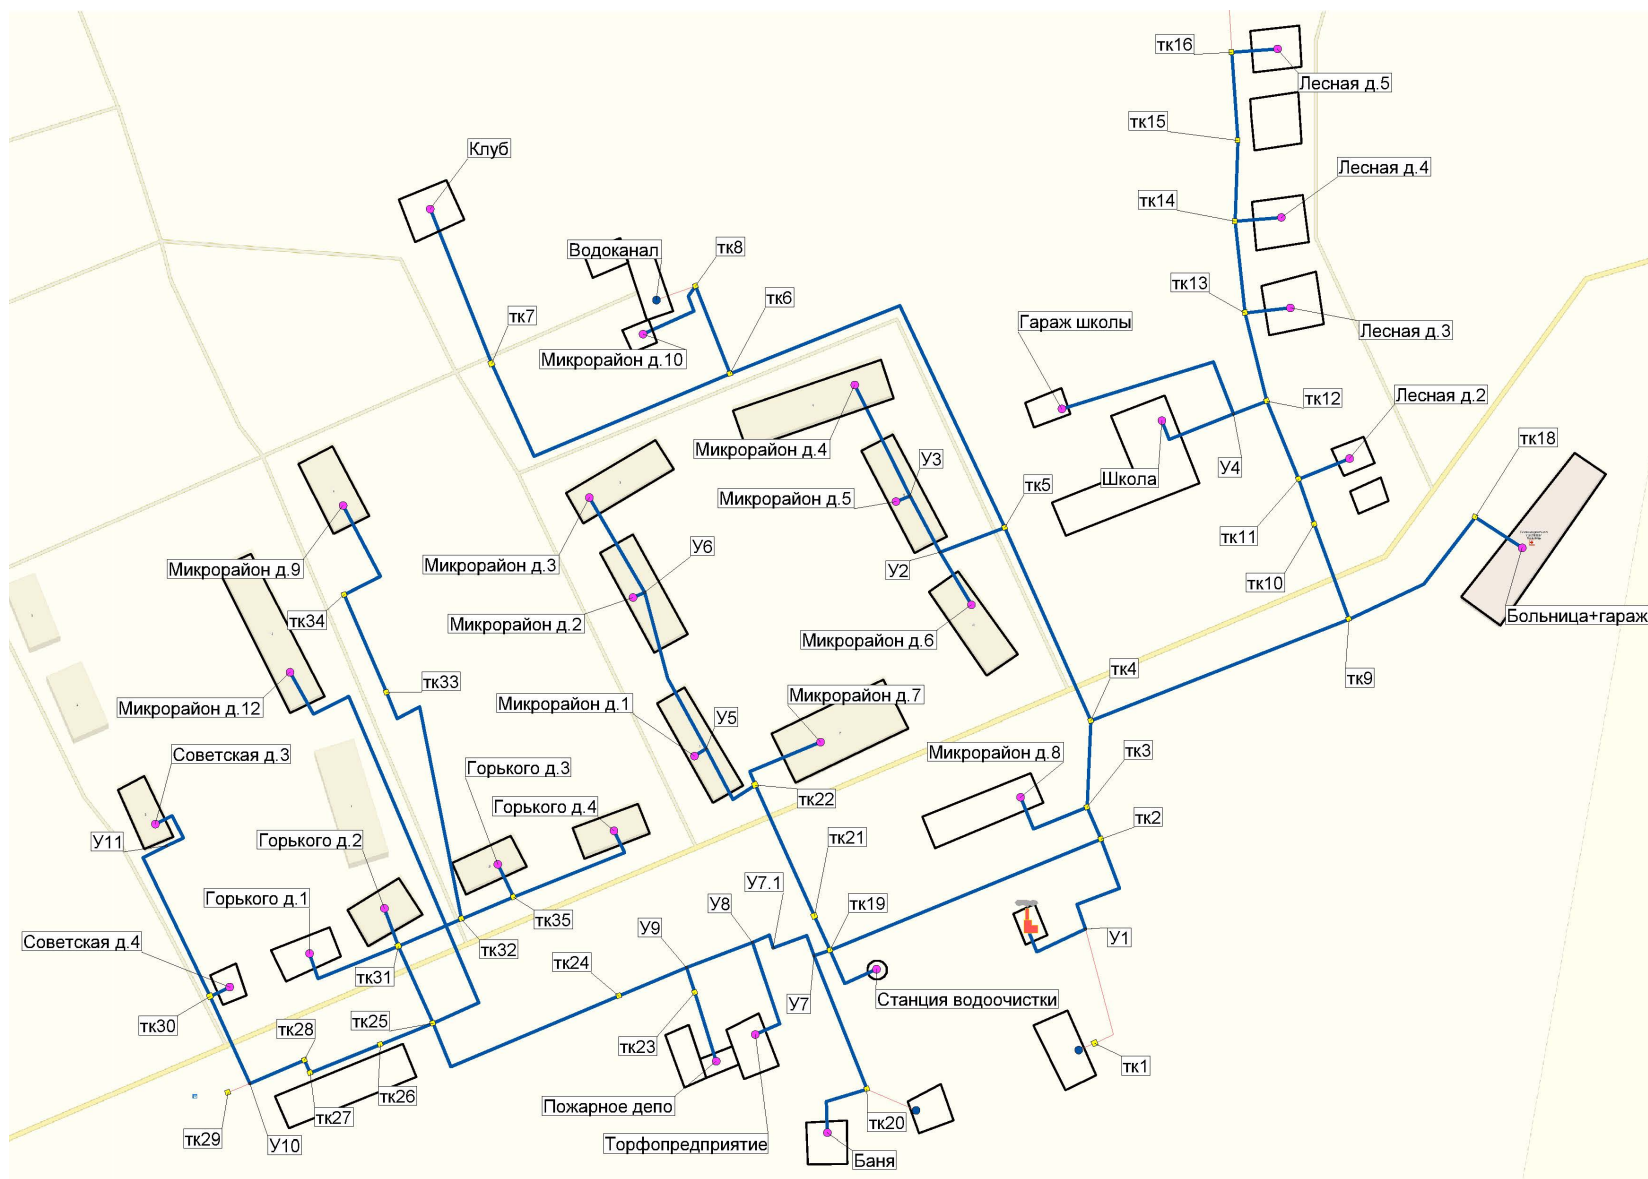 тк16
Лесная д.5
тк15
Клуб
Лесная д.4
тк14
тк8
Водоканал
тк13
тк6
тк7
Гараж школы
Лесная д.3
Микрорайон д.10
Лесная д.2
тк12
тк18
Микрорайон д.4
У3
У4
Школа
Микрорайон д.5
тк5
тк11
У6
Микрорайон д.3
Микрорайон д.9
У2
тк10
тк34
Микрорайон д.2
Микрорайон д.6
Больница+гараж
тк4
тк9
тк33
Микрорайон д.7
Микрорайон д.1
Микрорайон д.12
У5
Советская д.3
Микрорайон д.8
тк3
Горького д.3
тк22
Горького д.4
тк2
У11
Горького д.2
тк21
У7.1
Горького д.1
У8
тк19
тк35
У9
У1
Советская д.4
тк32
тк24
тк31
Станция водоочистки
У7
тк30
тк28
тк25
тк23
тк1
Пожарное депо
тк26
тк27
тк20
тк29
У10
Торфопредприятие
Баня